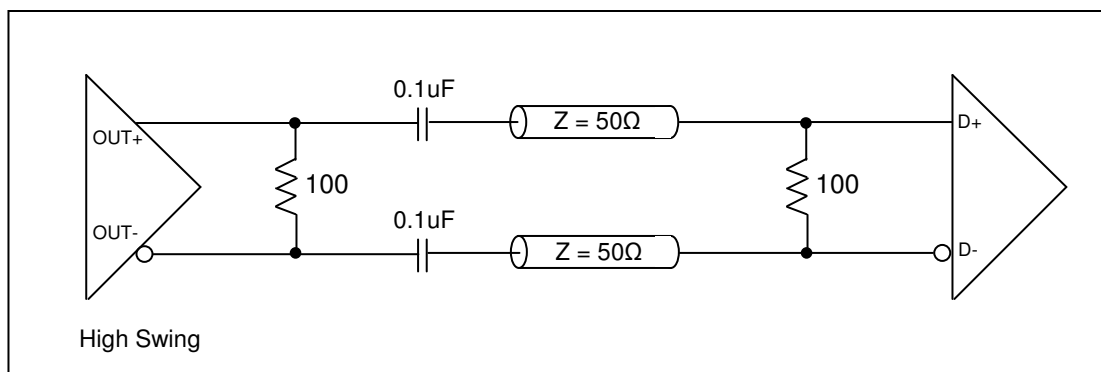 0.1uF
Z = 50Ω
OUT+
D+
100
100
0.1uF
OUT-
Z = 50Ω
D-
High Swing